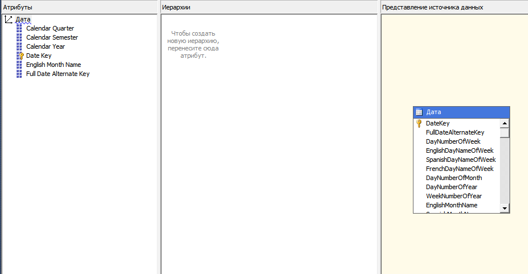 Атрибуты
Дата
Calendar Quarter
Calendar Semester
Calendar Year
Date Key
English Month Name
Full Date Alternate Key
Иерархии
Чтобы создать
новую иерархию,
перенесите сюда
атрибут.
Представление источника данных
Дата
DateKey
FullDateAlternateKey
DayNumberOfWeek
EnglishDayNameOfWeek
SpanishDayNameOfWeek
FrenchDayNameOfWeek
DayNumberOfMonth
DayNumberOfYear
WeekNumberOfYear
EnglishMonthName